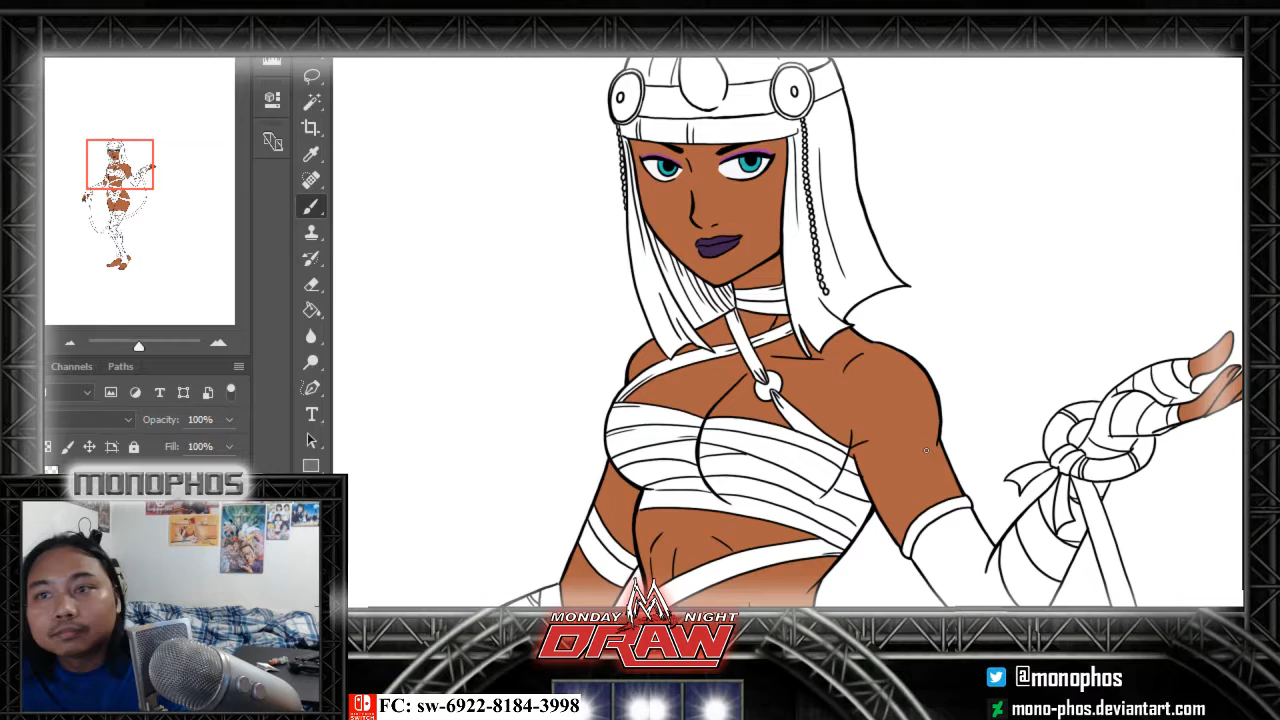 Channels Paths
Opacity: 100%
Fill: 100%
MONOPHOS
MONDAY NIGHT
DRAW
FC: sw-6922-8184-3998
@monophos
mono-phos.deviantart.com